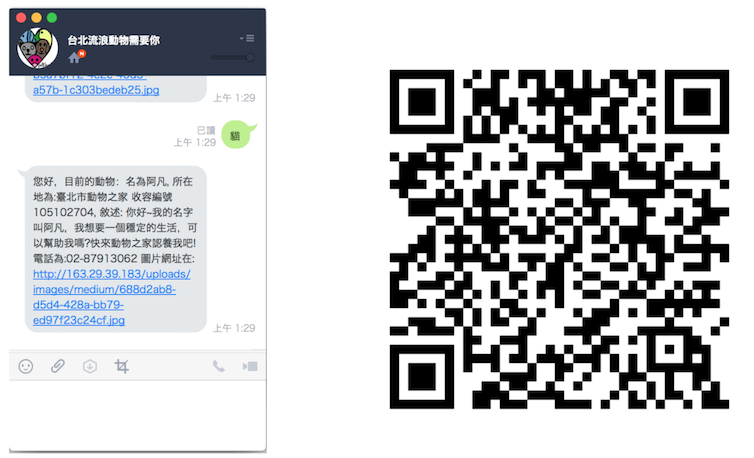 台北流浪動物需要你
N
a57b-1c303bedeb25.jpg
上午 1:29
已讀
上午 1:29
貓
您好，目前的動物：名為阿凡, 所在
地為:臺北市動物之家 收容編號
105102704, 敘述: 你好~我的名字
叫阿凡，我想要一個穩定的生活，可
以幫助我嗎?快來動物之家認養我吧!
電話為:02-87913062 圖片網址在:
http://163.29.39.183/uploads/
images/medium/688d2ab8-
d5d4-428a-bb79-
ed97f23c24cf.jpg
上午 1:29